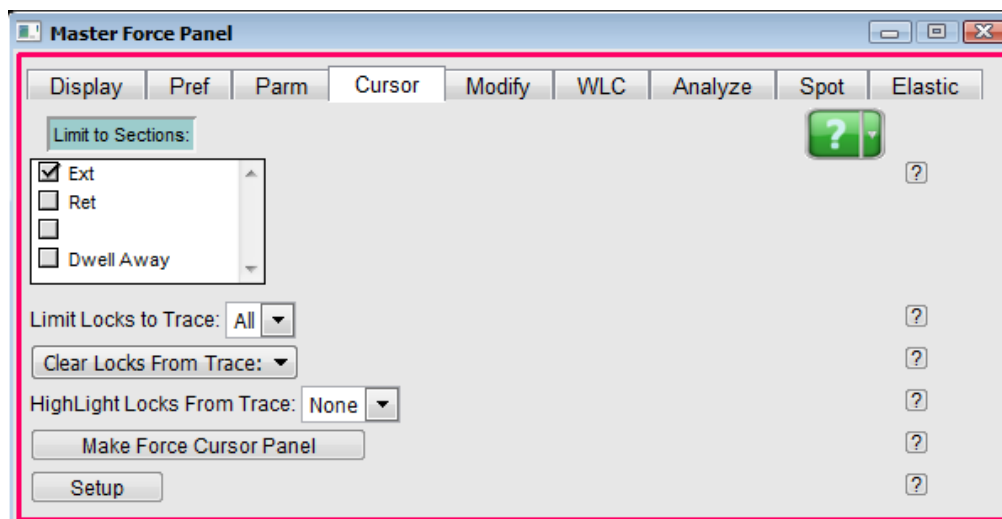 Master Force Panel
Display Pref Parm Cursor Modify WLC Analyze Spot Elastic
Limit to Sections:
?
Ext
?
Ret
Dwell Away
Limit Locks to Trace: All
?
Clear Locks From Trace:
?
HighLight Locks From Trace: None
?
Make Force Cursor Panel
?
Setup
?